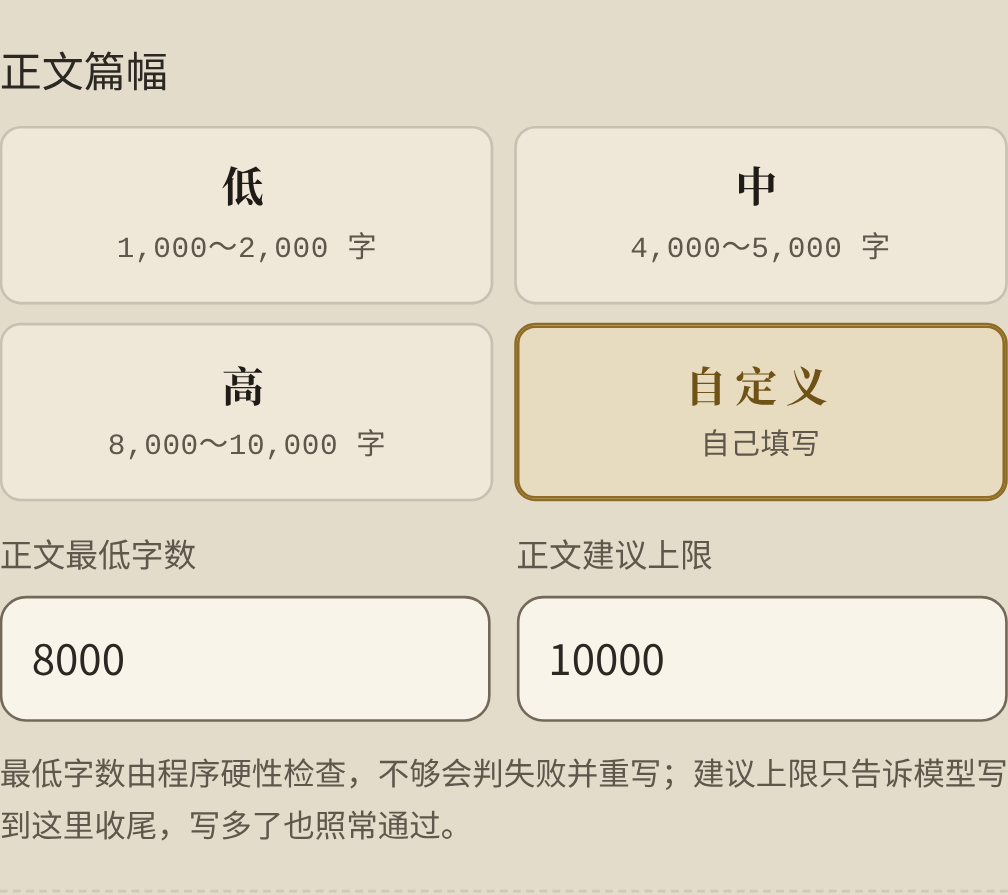 正文篇幅
低
1,000～2,000 字
中
4,000～5,000 字
高
8,000～10,000 字
自定义
自己填写
正文最低字数
正文建议上限
8000
10000
最低字数由程序硬性检查，不够会判失败并重写；建议上限只告诉模型写
到这里收尾，写多了也照常通过。